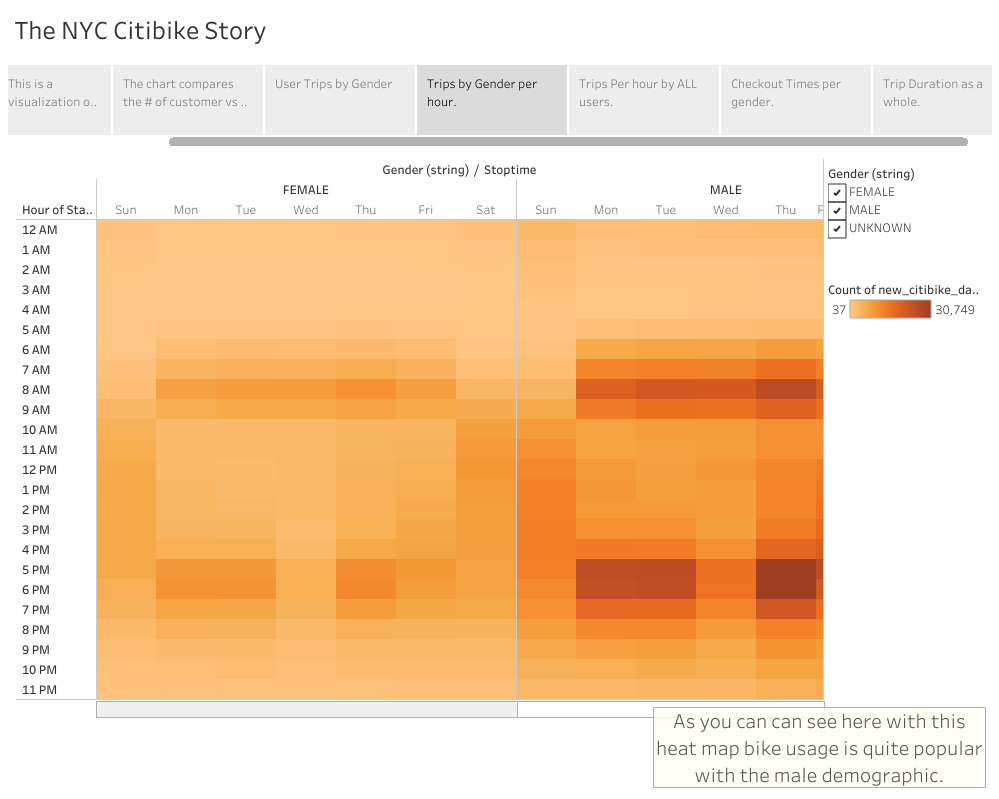 The NYC Citibike Story
This is a
visualization o..
The chart compares
the # of customer vs ..
User Trips by Gender
Trips by Gender per
hour.
Trips Per hour by ALL
users.
Checkout Times per
gender.
Trip Duration as a
whole.
Gender (string) / Stoptime
FEMALE MALE
Hour of Sta.. Sun Mon Tue Wed Thu Fri Sat Sun Mon Tue Wed Thu F
12 AM
1 AM
2 AM
3 AM
4 AM
5 AM
6 AM
7 AM
8 AM
9 AM
10 AM
11 AM
12 PM
1 PM
2 PM
3 PM
4 PM
5 PM
6 PM
7 PM
8 PM
9 PM
10 PM
11 PM
Gender (string)
FEMALE
MALE
UNKNOWN
Count of new_citibike_da..
37 30,749
As you can can see here with this
heat map bike usage is quite popular
with the male demographic.